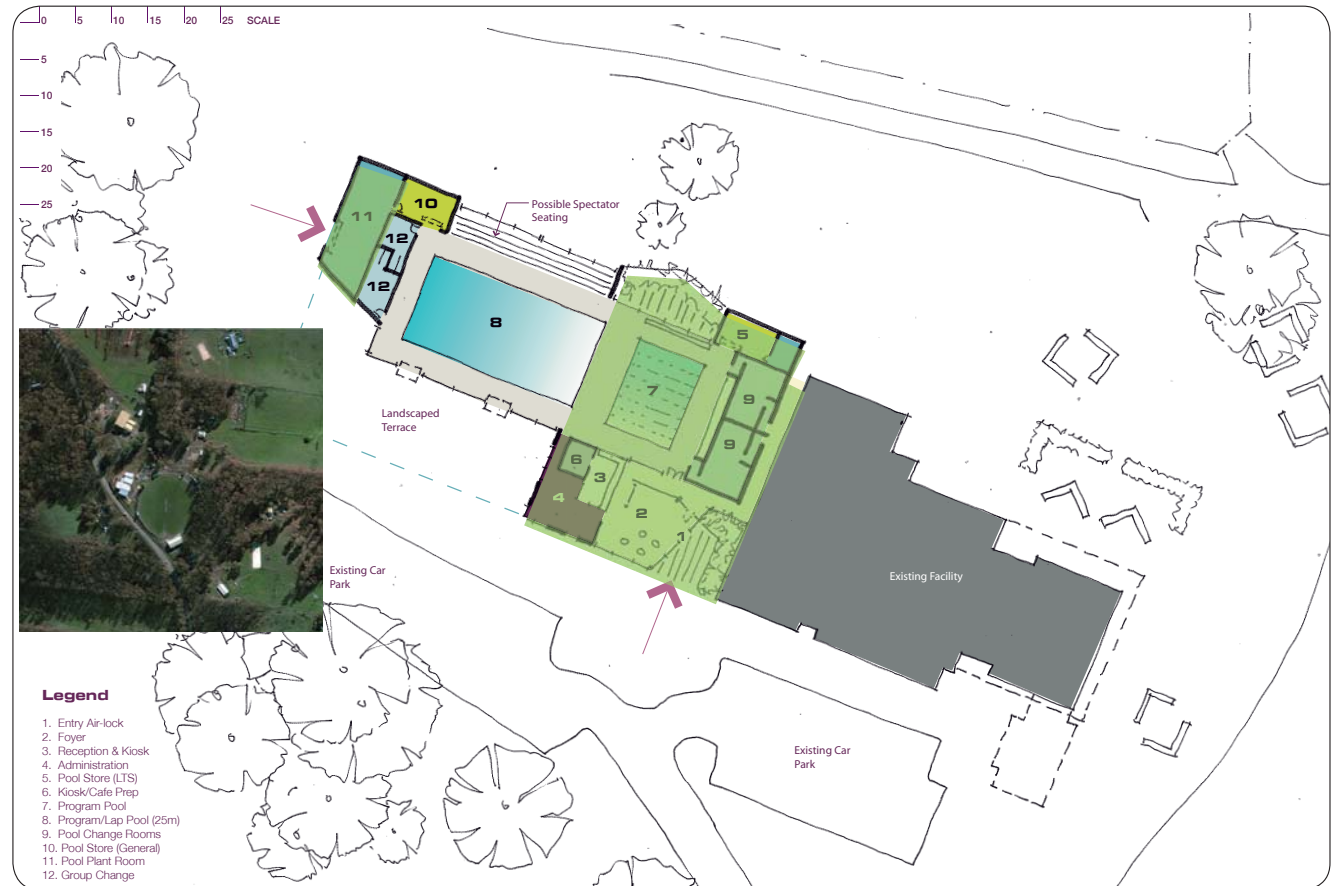 0 5 10 15 20 25 SCALE
5
10
15
20
25
11
10
12
12
8
Possible Spectator
Seating
Landscaped
Terrace
5
7
9
9
6
3
4
2
1
Existing Facility
Existing Car
Park
Existing Car
Park
Legend
1. Entry Air-lock
2. Foyer
3. Reception & Kiosk
4. Administration
5. Pool Store (LTS)
6. Kiosk/Cafe Prep
7. Program Pool
8. Program/Lap Pool (25m)
9. Pool Change Rooms
10. Pool Store (General)
11. Pool Plant Room
12. Group Change